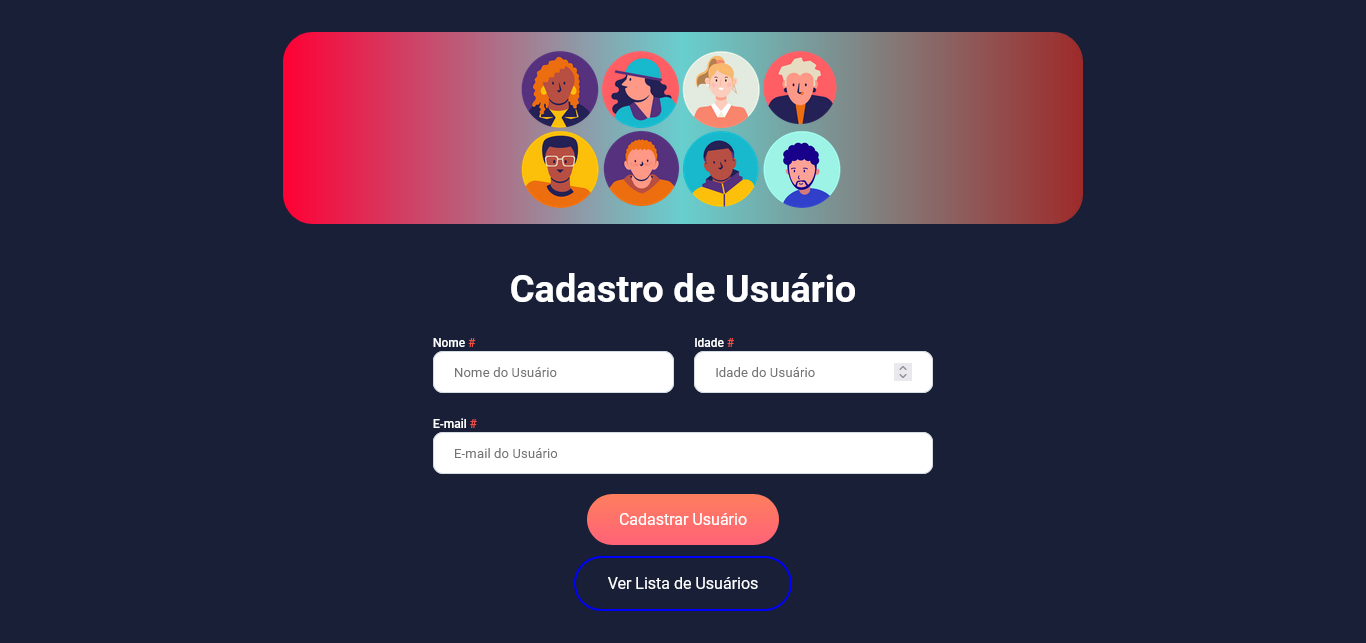 Cadastro de Usuário
Nome # Idade #
Nome do Usuário Idade do Usuário
E-mail #
E-mail do Usuário
Cadastrar Usuário
Ver Lista de Usuários